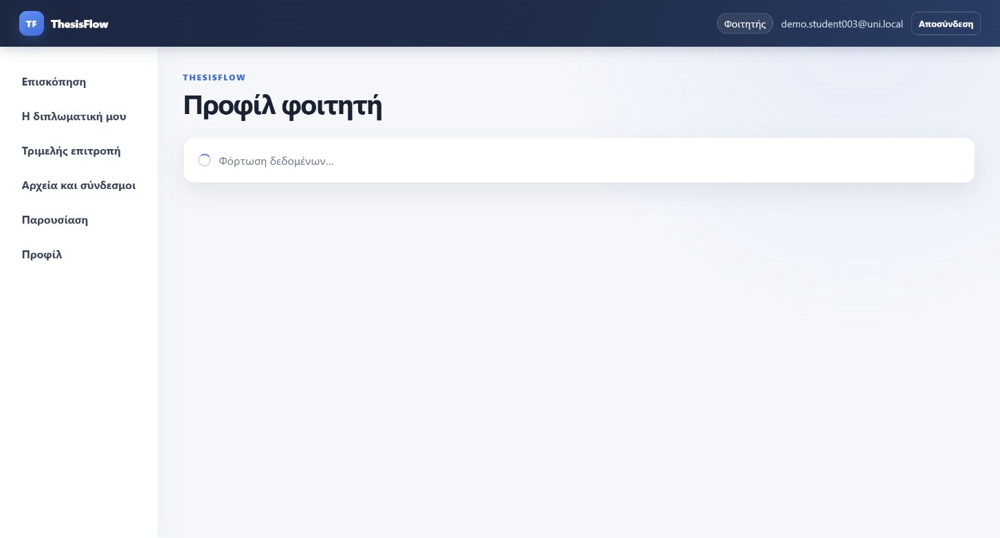 TF ThesisFlow
Φοιτητής demo.student003@uni.local Αποσύνδεση
Επισκόπηση
Η διπλωματική μου
Τριμελής επιτροπή
Αρχεία και σύνδεσμοι
Παρουσίαση
Προφίλ
THESISFLOW
Προφίλ φοιτητή
Φόρτωση δεδομένων...